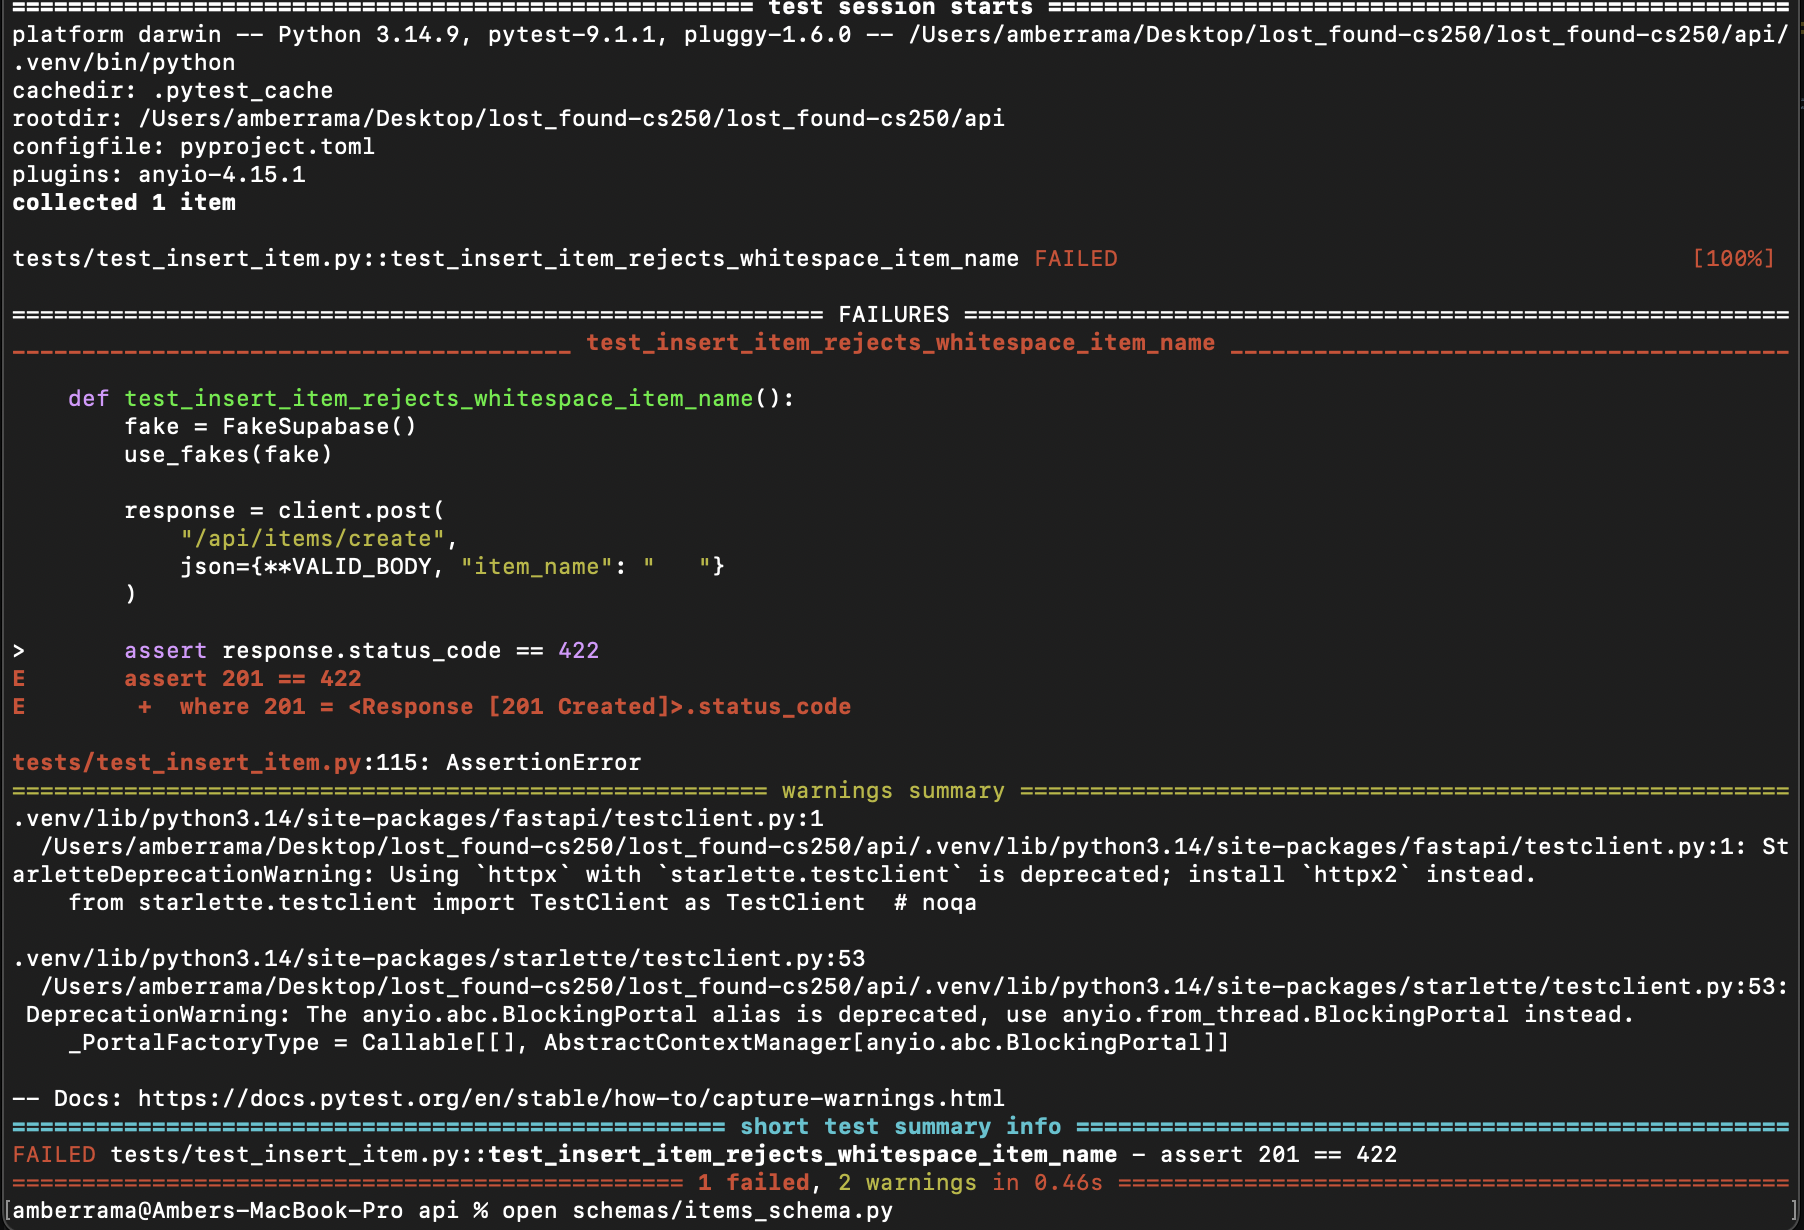 ===================================================== test session starts =====================================================
platform darwin -- Python 3.14.9, pytest-9.1.1, pluggy-1.6.0 -- /Users/amberrama/Desktop/lost_found-cs250/lost_found-cs250/api/
.venv/bin/python
cachedir: .pytest_cache
rootdir: /Users/amberrama/Desktop/lost_found-cs250/lost_found-cs250/api
configfile: pyproject.toml
plugins: anyio-4.15.1
collected 1 item

tests/test_insert_item.py::test_insert_item_rejects_whitespace_item_name FAILED                                         [100%]

========================================================== FAILURES ===========================================================
________________________________________ test_insert_item_rejects_whitespace_item_name ________________________________________

    def test_insert_item_rejects_whitespace_item_name():
        fake = FakeSupabase()
        use_fakes(fake)

        response = client.post(
            "/api/items/create",
            json={**VALID_BODY, "item_name": "   "}
        )

>       assert response.status_code == 422
E       assert 201 == 422
E        +  where 201 = <Response [201 Created]>.status_code

tests/test_insert_item.py:115: AssertionError
====================================================== warnings summary =======================================================
.venv/lib/python3.14/site-packages/fastapi/testclient.py:1
  /Users/amberrama/Desktop/lost_found-cs250/lost_found-cs250/api/.venv/lib/python3.14/site-packages/fastapi/testclient.py:1: St
arletteDeprecationWarning: Using `httpx` with `starlette.testclient` is deprecated; install `httpx2` instead.
    from starlette.testclient import TestClient as TestClient  # noqa

.venv/lib/python3.14/site-packages/starlette/testclient.py:53
  /Users/amberrama/Desktop/lost_found-cs250/lost_found-cs250/api/.venv/lib/python3.14/site-packages/starlette/testclient.py:53:
 DeprecationWarning: The anyio.abc.BlockingPortal alias is deprecated, use anyio.from_thread.BlockingPortal instead.
    _PortalFactoryType = Callable[[], AbstractContextManager[anyio.abc.BlockingPortal]]

-- Docs: https://docs.pytest.org/en/stable/how-to/capture-warnings.html
=================================================== short test summary info ===================================================
FAILED tests/test_insert_item.py::test_insert_item_rejects_whitespace_item_name - assert 201 == 422
================================================ 1 failed, 2 warnings in 0.46s ================================================
[amberrama@Ambers-MacBook-Pro api % open schemas/items_schema.py                                                                ]